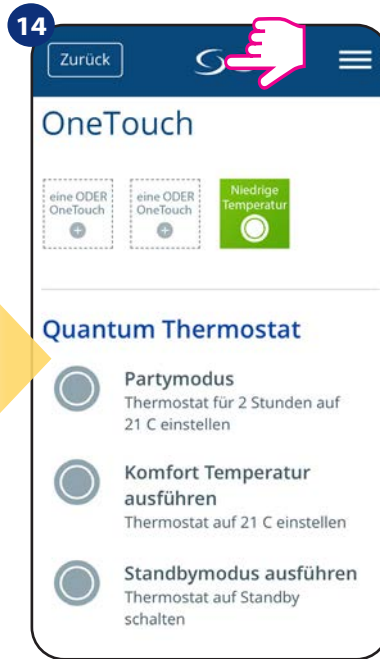 14
Zurück
OneTouch
eine ODER
OneTouch
eine ODER
OneTouch
Niedrige
Temperatur
Quantum Thermostat
Partymodus
Thermostat für 2 Stunden auf
21 C einstellen
Komfort Temperatur
ausführen
Thermostat auf 21 C einstellen
Standbymodus ausführen
Thermostat auf Standby
schalten